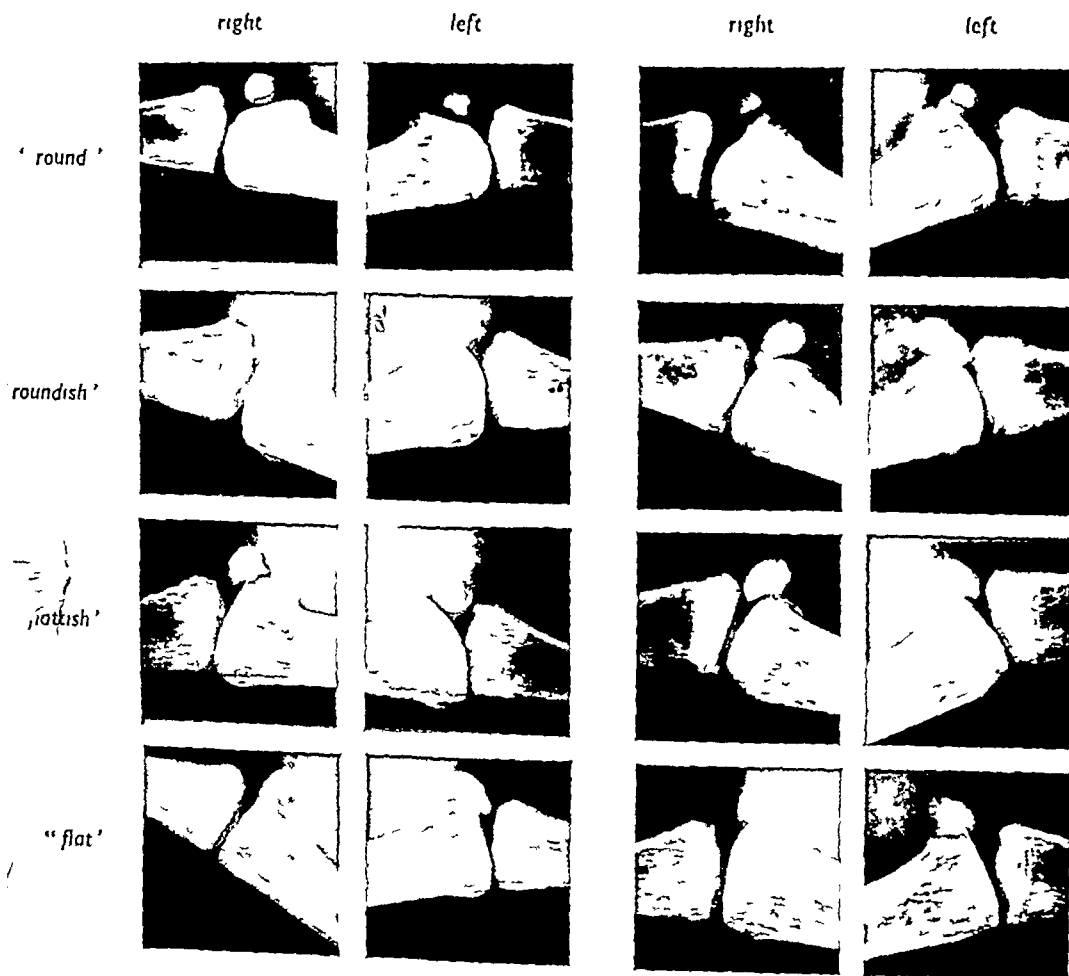 right left right left
‘ round ’
roundish ’
‘‘ flat ’